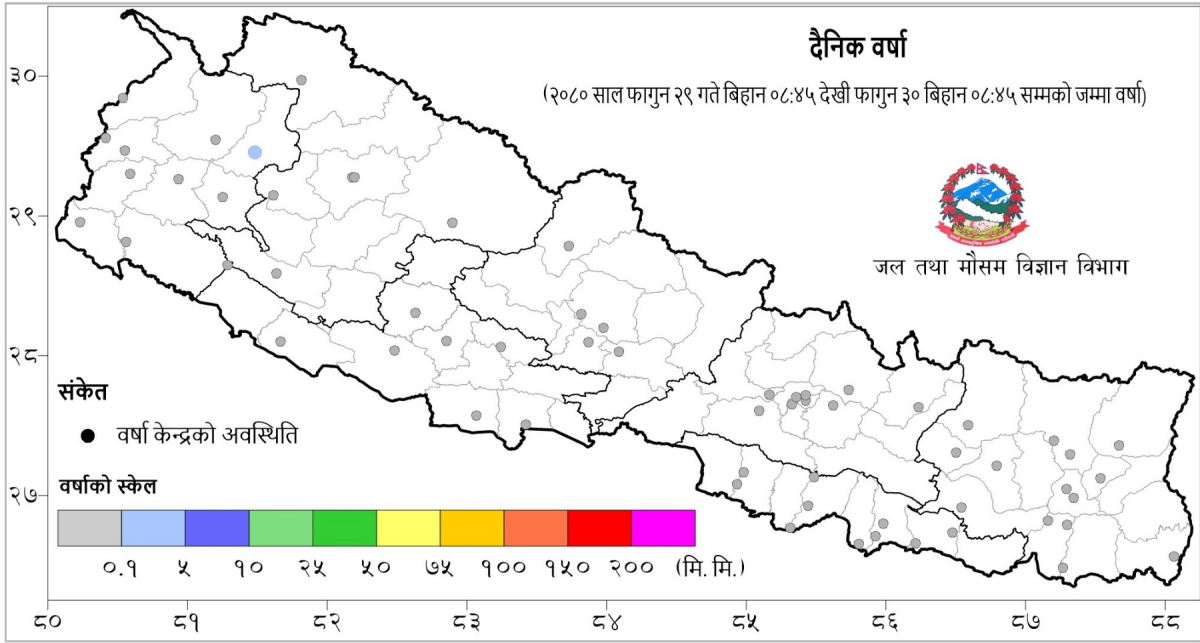 दैनिक वर्षा
(२०८० साल फागुन २९ गते बिहान ०८:४५ देखी फागुन ३० बिहान ०८:४५ सम्मको जम्मा वर्षा)
३०
जल तथा मौसम विज्ञान विभाग
२९
२८
संकेत
वर्षा केन्द्रको अवस्थिति
वर्षाको स्केल
२७
०.१ ५ १० २५ ५० ७५ १०० १५० २०० (मि. मि.)
८० ८१ ८२ ८३ ८४ ८५ ८६ ८७ ८८